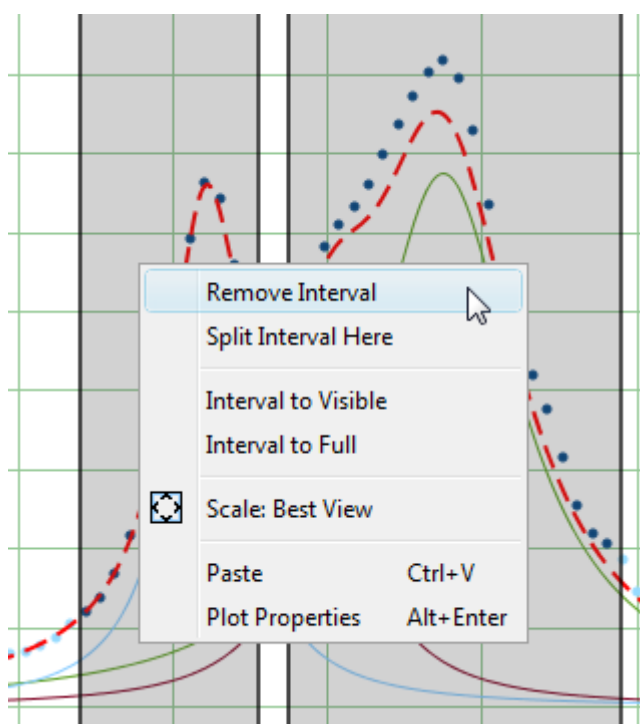 Remove Interval
Split Interval Here
Interval to Visible
Interval to Full
Scale: Best View
Paste Ctrl+V
Plot Properties Alt+Enter